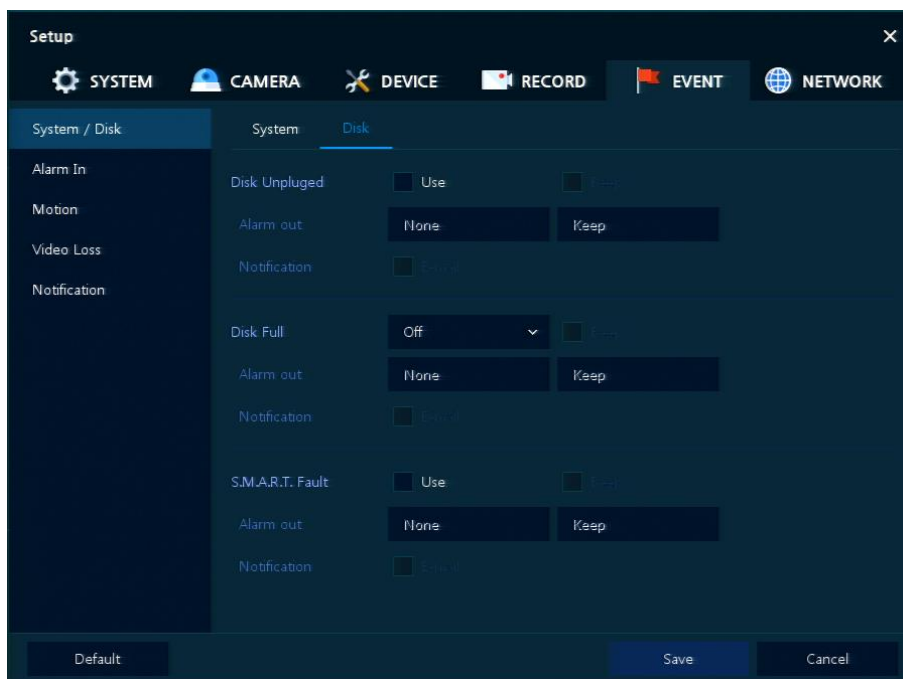 Setup
SYSTEM CAMERA DEVICE RECORD EVENT NETWORK
System / Disk
Alarm In
Motion
Video Loss
Notification
System Disk
Disk Unpluged Use
Alarm out None Keep
Notification
Disk Full Off
Alarm out None Keep
Notification
S.M.A.R.T. Fault Use
Alarm out None Keep
Notification
Default Save Cancel